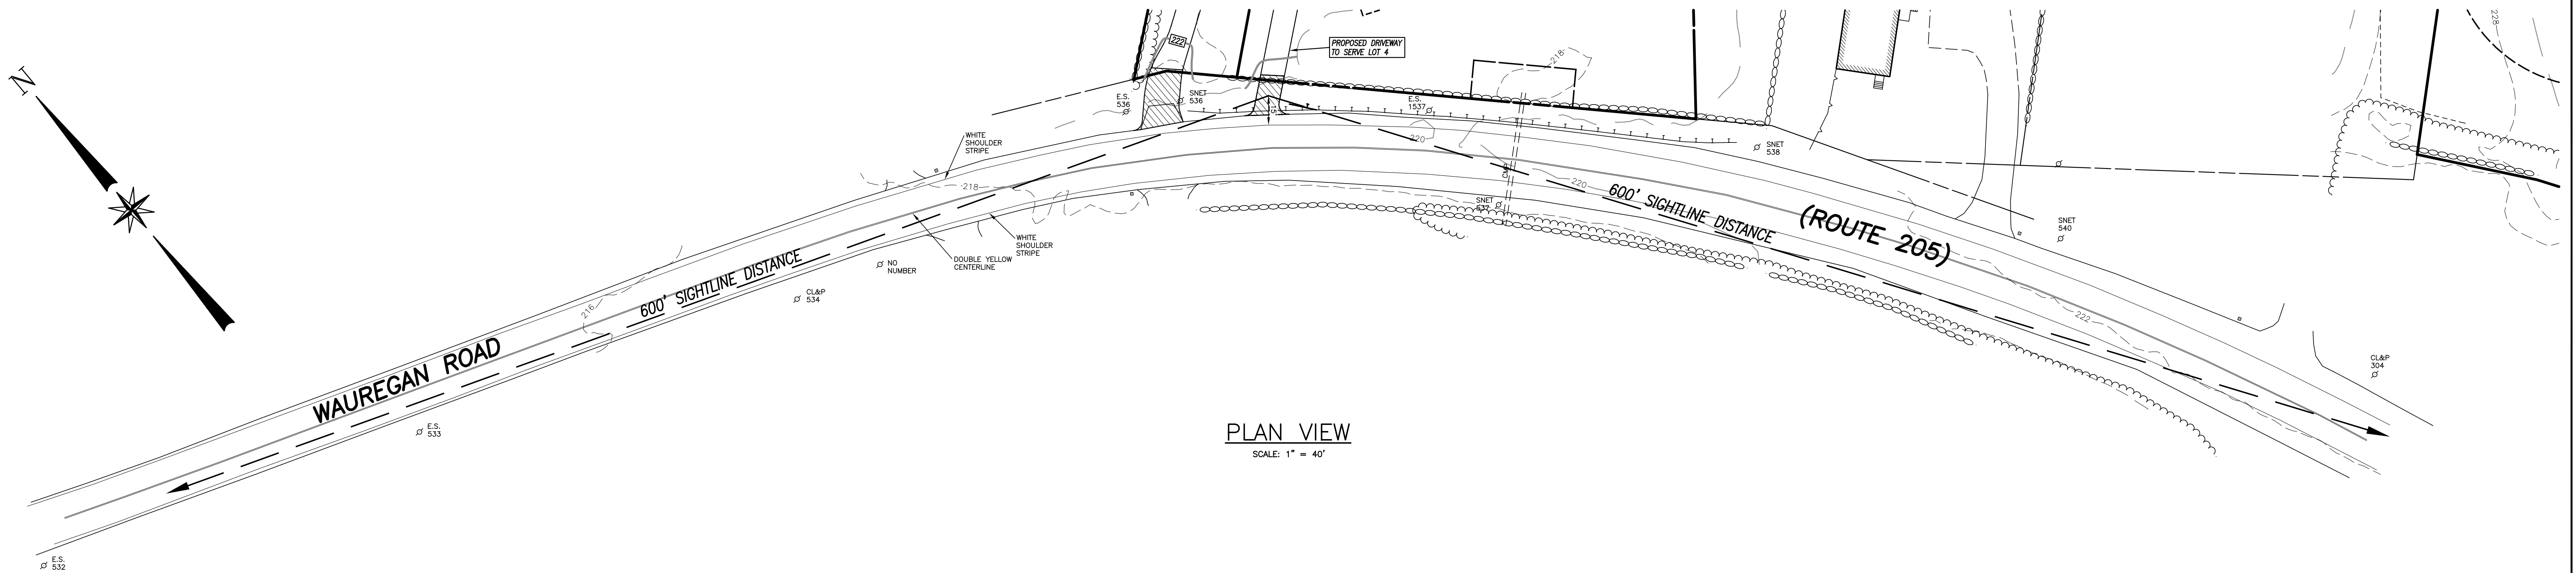 N
222
PROPOSED DRIVEWAY
TO SERVE LOT 4
218
228
E.S.
536
SNET
536
15'
E.S.
1537
WHITE
SHOULDER
STRIPE
220
SNET
538
218
CMP
220
SNET
537
600' SIGHTLINE DISTANCE
(ROUTE 205)
SNET
540
WHITE
SHOULDER
STRIPE
DOUBLE YELLOW
CENTERLINE
NO
NUMBER
600' SIGHTLINE DISTANCE
CL&P
534
216
222
WAUREGAN ROAD
CL&P
304
E.S.
533
PLAN VIEW
SCALE: 1" = 40'
E.S.
532